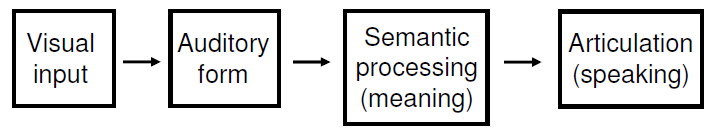 Visual
input
Auditory
form
Semantic
processing
(meaning)
Articulation
(speaking)